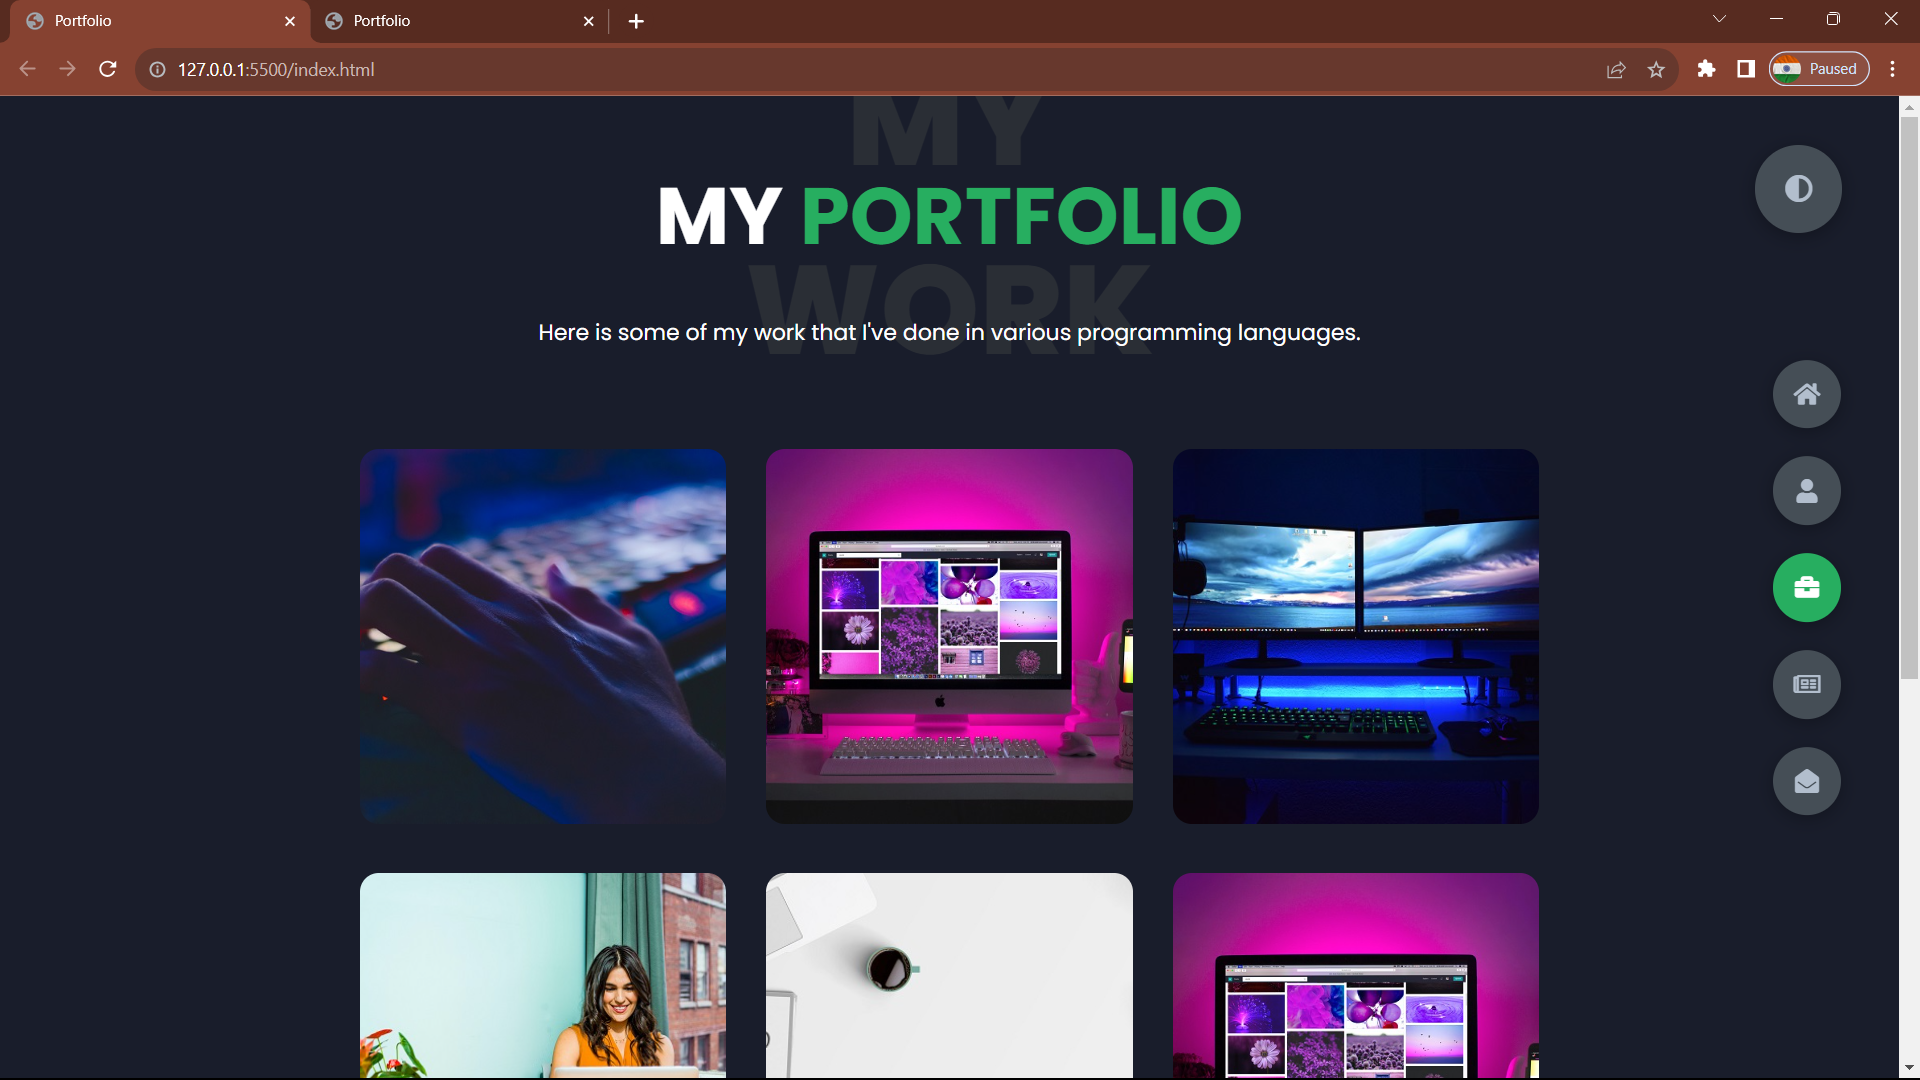 Portfolio
Portfolio
127.0.0.1:5500/index.html
Paused
MY
MY PORTFOLIO
WORK
Here is some of my work that I've done in various programming languages.